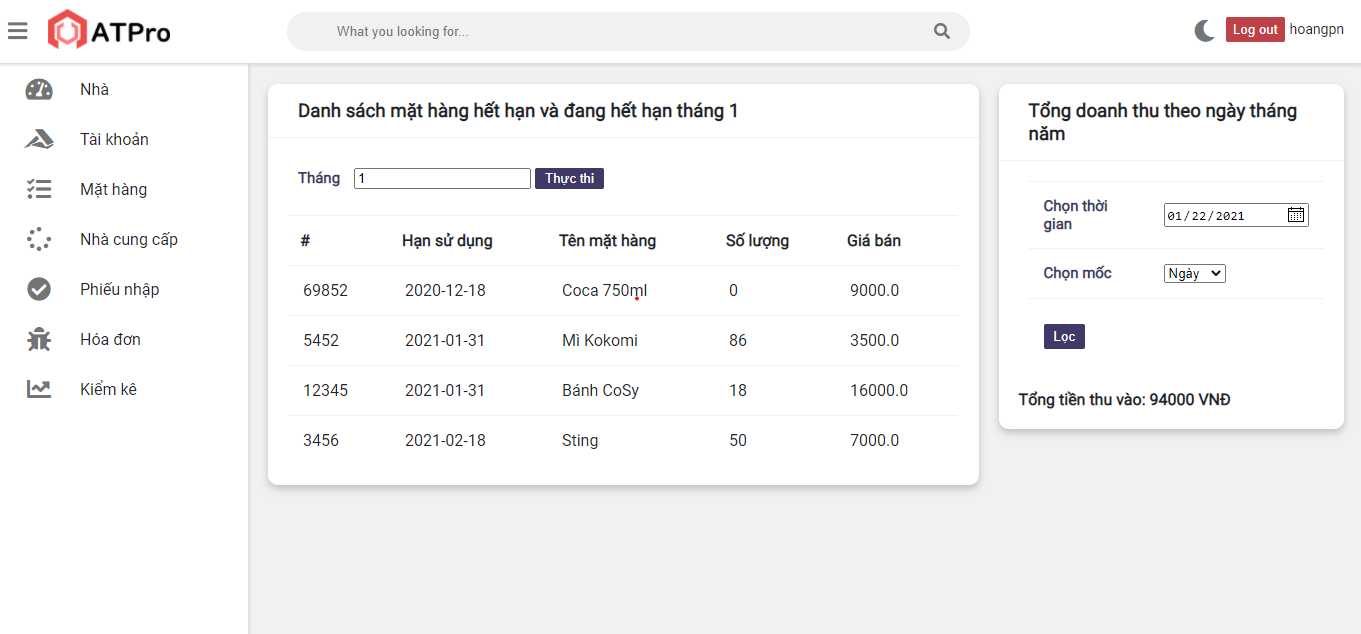 ATPro
What you looking for...
Log out hoangpn
Nhà
Tài khoản
Mặt hàng
Nhà cung cấp
Phiếu nhập
Hóa đơn
Kiểm kê
Danh sách mặt hàng hết hạn và đang hết hạn tháng 1
Tháng 1 Thực thi
# Hạn sử dụng Tên mặt hàng Số lượng Giá bán
69852 2020-12-18 Coca 750ml 0 9000.0
5452 2021-01-31 Mì Kokomi 86 3500.0
12345 2021-01-31 Bánh CoSy 18 16000.0
3456 2021-02-18 Sting 50 7000.0
Tổng doanh thu theo ngày tháng
năm
Chọn thời
gian
01/22/2021
Chọn mốc Ngày
Lọc
Tổng tiền thu vào: 94000 VNĐ